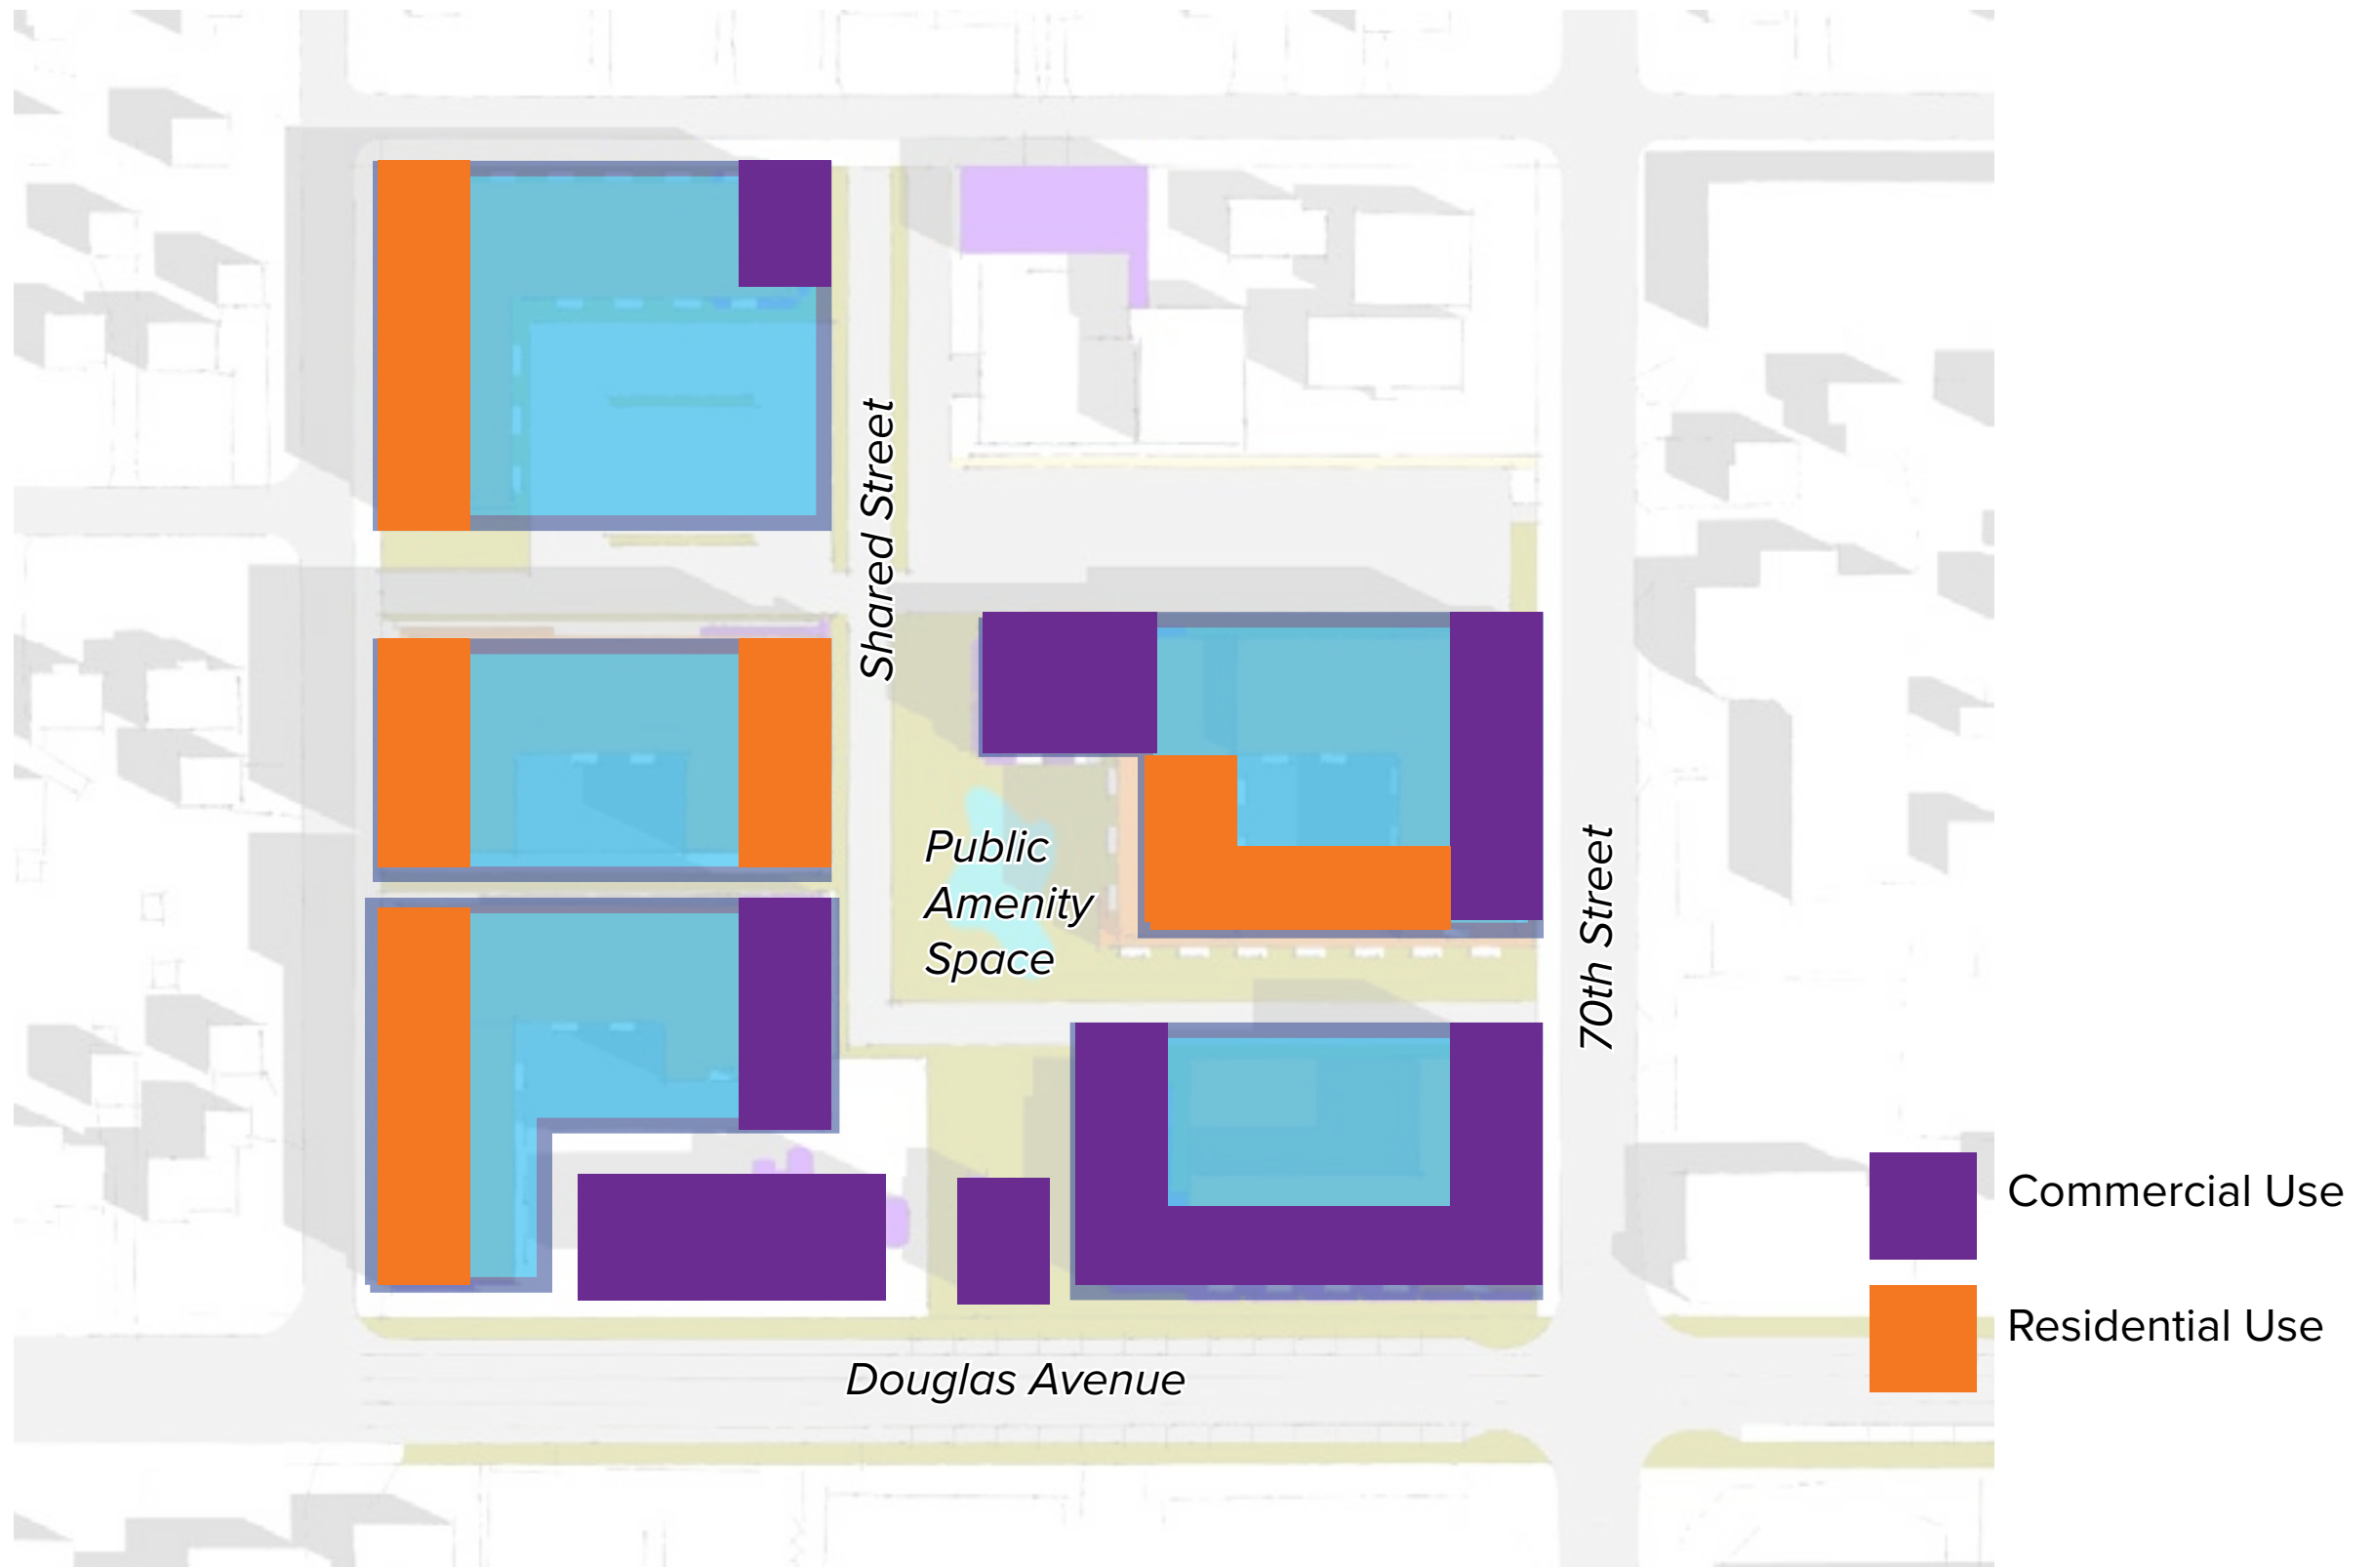 Shared Street
Public
Amenity
Space
70th Street
Commercial Use
Residential Use
Douglas Avenue